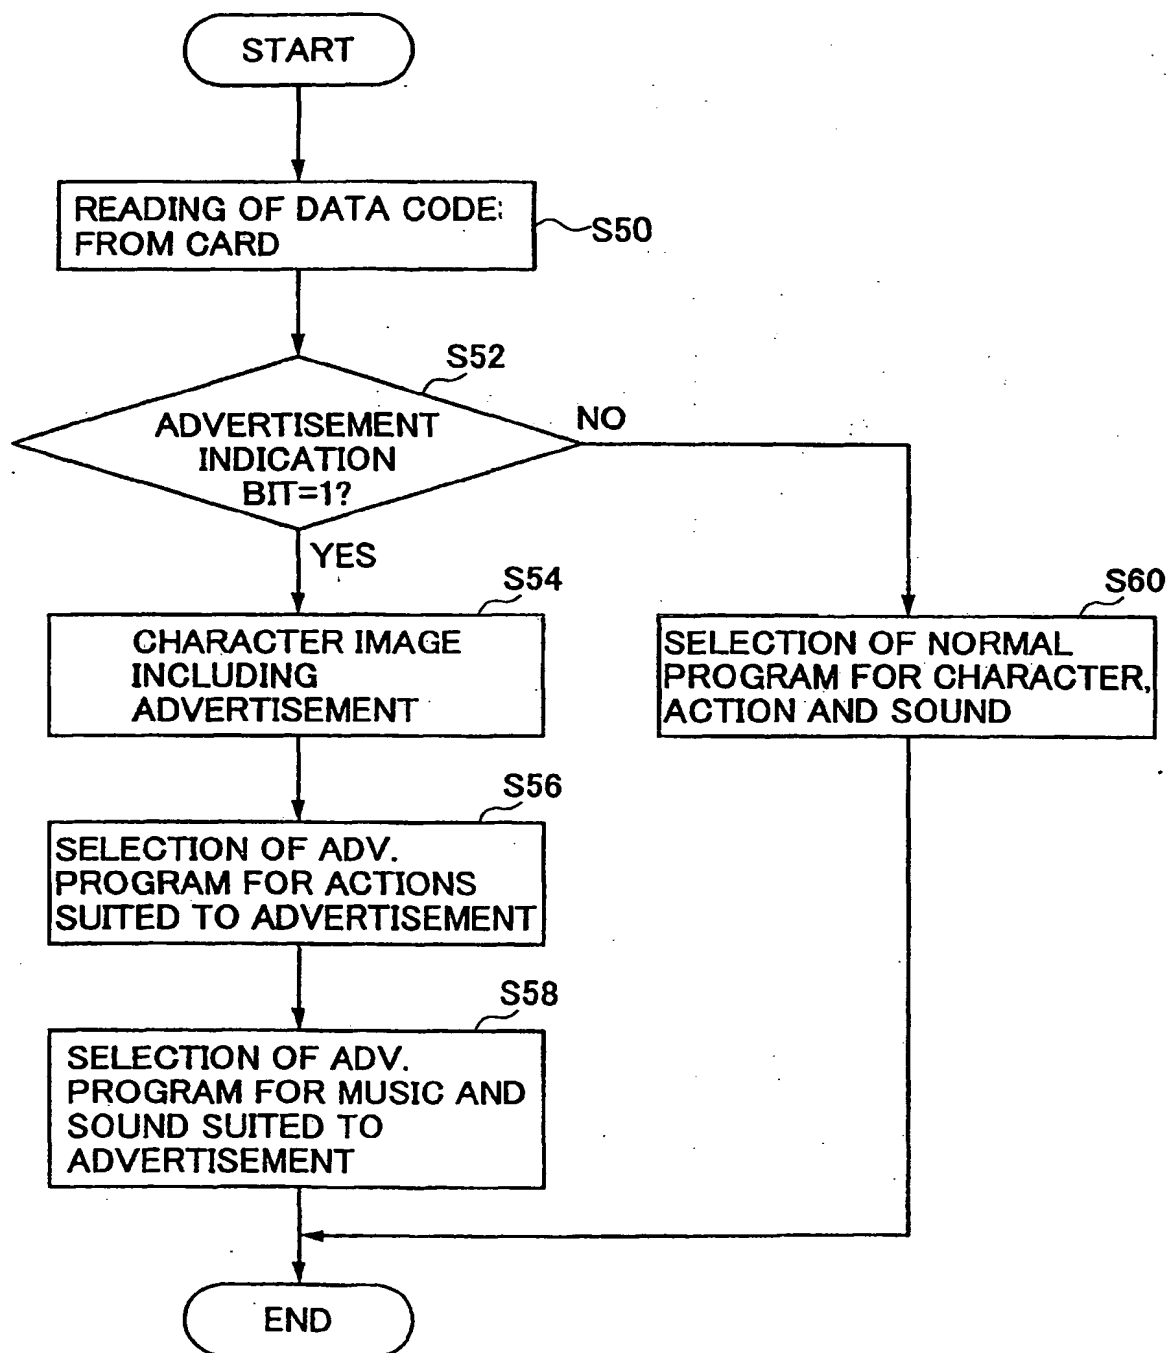 START
READING OF DATA CODE:
FROM CARD
S50
S52
ADVERTISEMENT
INDICATION
BIT=1?
NO
YES
S54
CHARACTER IMAGE
INCLUDING
ADVERTISEMENT
S60
SELECTION OF NORMAL
PROGRAM FOR CHARACTER,
ACTION AND SOUND
S56
SELECTION OF ADV.
PROGRAM FOR ACTIONS
SUITED TO ADVERTISEMENT
S58
SELECTION OF ADV.
PROGRAM FOR MUSIC AND
SOUND SUITED TO
ADVERTISEMENT
END